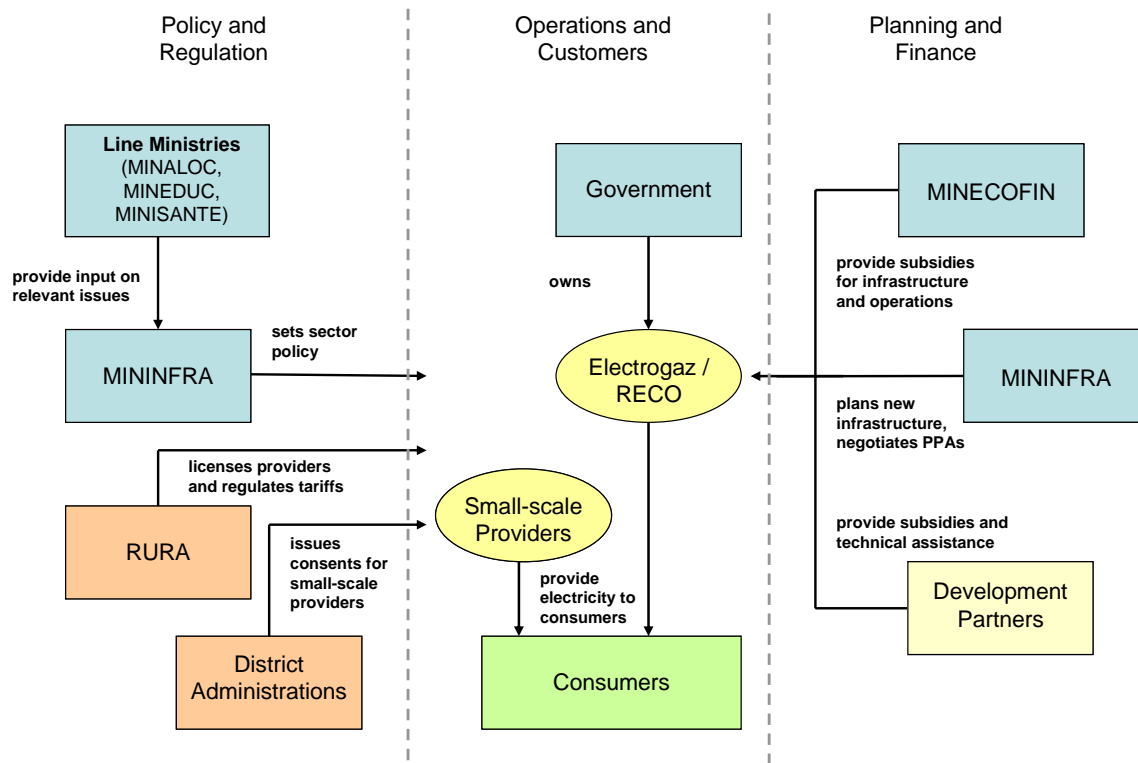 Policy and
Regulation
Operations and
Customers
Planning and
Finance
Line Ministries
(MINALOC,
MINEDUC,
MINISANTE)
Government
MINECOFIN
provide input on
relevant issues
owns
provide subsidies
for infrastructure
and operations
MININFRA
sets sector
policy
Electrogaz /
RECO
MININFRA
plans new
infrastructure,
negotiates PPAs
licenses providers
and regulates tariffs
Small-scale
Providers
RURA
issues
consents for
small-scale
providers
provide
electricity to
consumers
provide subsidies and
technical assistance
Development
Partners
District
Administrations
Consumers